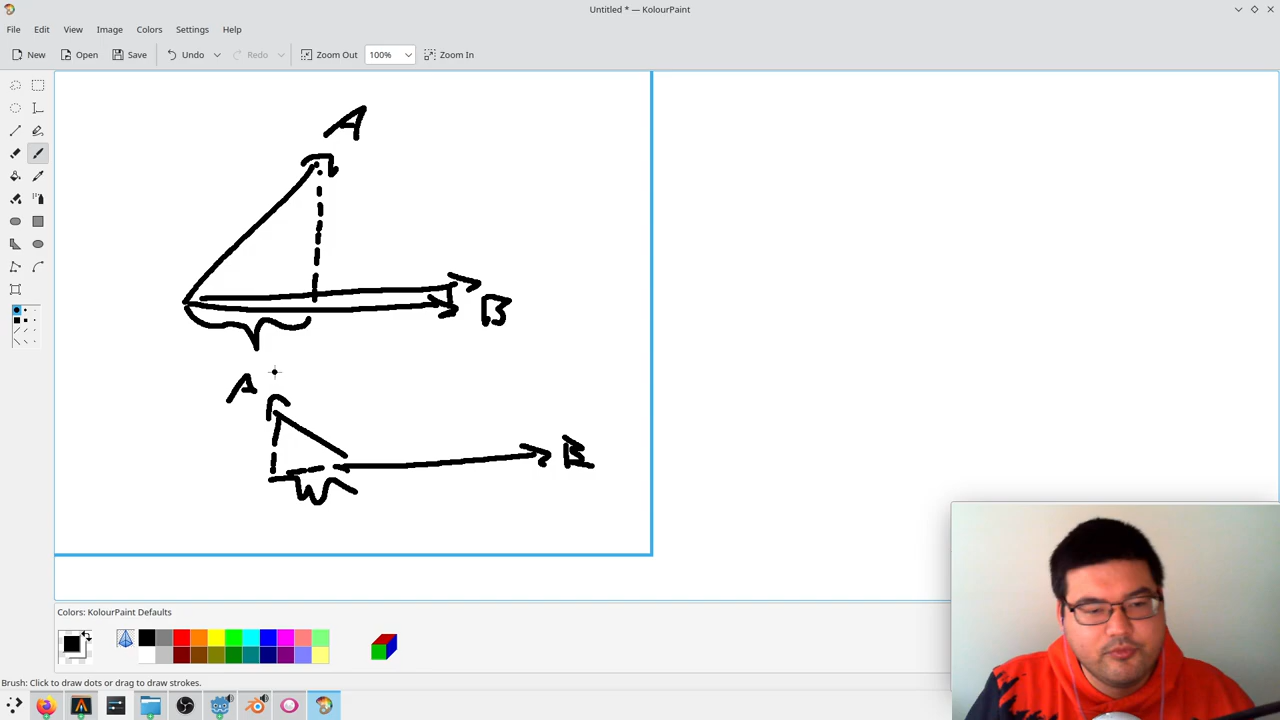 Untitled * — KolourPaint
File Edit View Image Colors Settings Help
New Open Save Undo Redo Zoom Out 100% Zoom In
A
B
A
B
Colors: KolourPaint Defaults
Brush: Click to draw dots or drag to draw strokes.